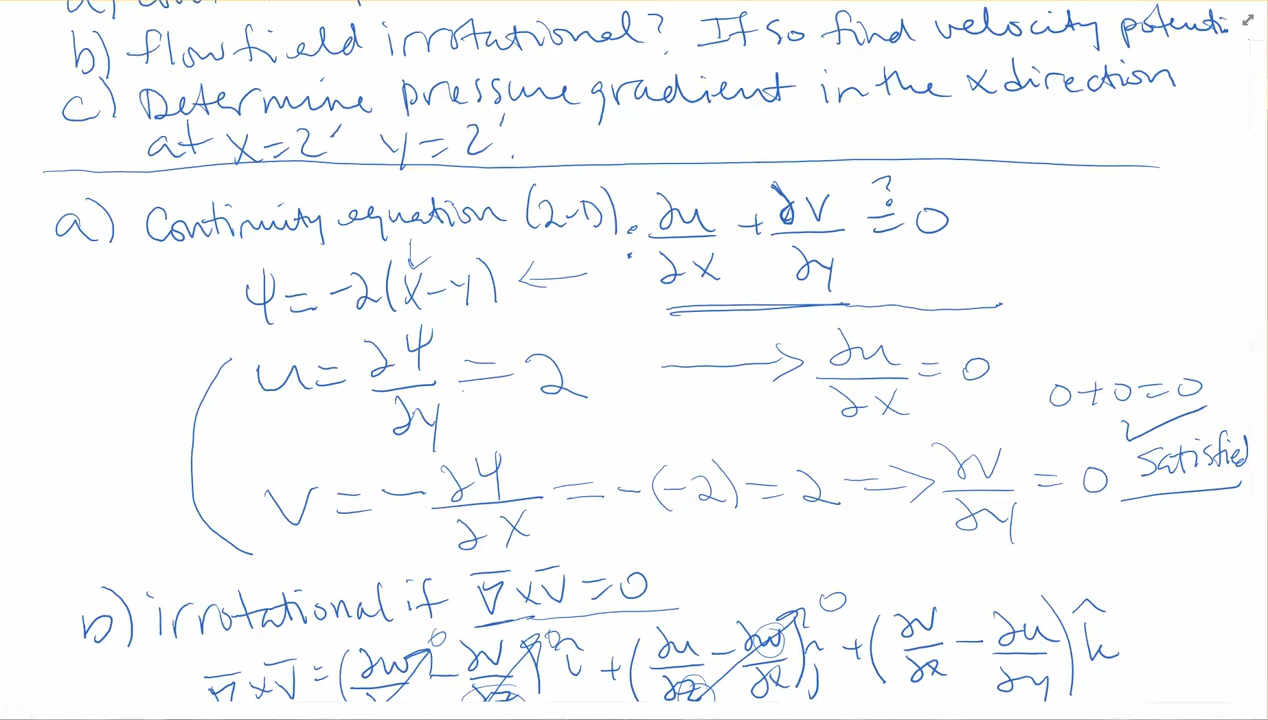 b) flow field irrotational? If so find velocity potenti
c) Determine pressure gradient in the x direction
at x=2' y=2'.
a) Continuity equation (2-D): ∂u/∂x + ∂v/∂y ?= 0
ψ = -2(x-y) ←
u = ∂ψ/∂y = 2 → ∂u/∂x = 0
0+0=0 ✓
Satisfied
v = -∂ψ/∂x = -(-2) = 2 ⇒ ∂v/∂y = 0
b) irrotational if ∇̅×V̅ = 0
∇̅×V̅ = (∂w/∂y - ∂v/∂z) î + (∂u/∂z - ∂w/∂x) ĵ + (∂v/∂x - ∂u/∂y) k̂